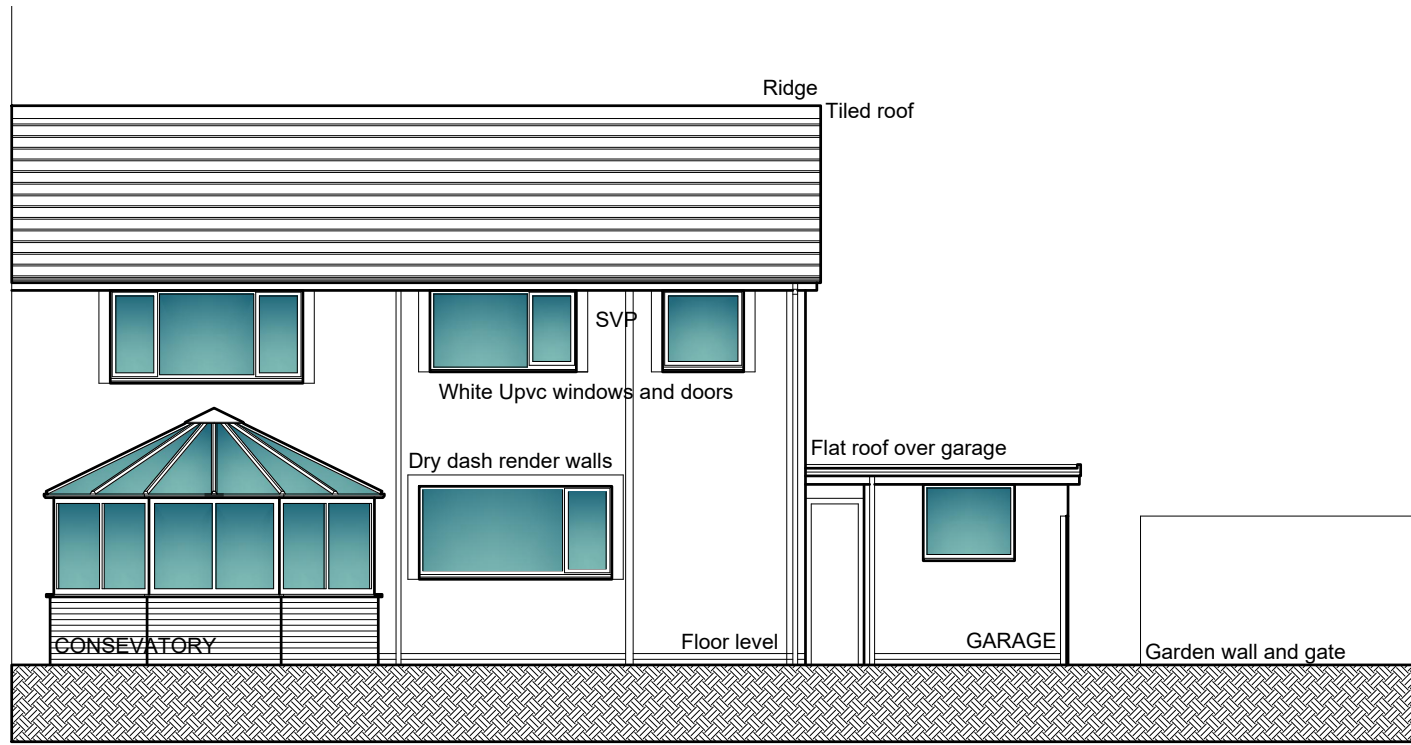 Ridge
Tiled roof
SVP
White Upvc windows and doors
Flat roof over garage
Dry dash render walls
CONSEVATORY
Floor level
GARAGE
Garden wall and gate